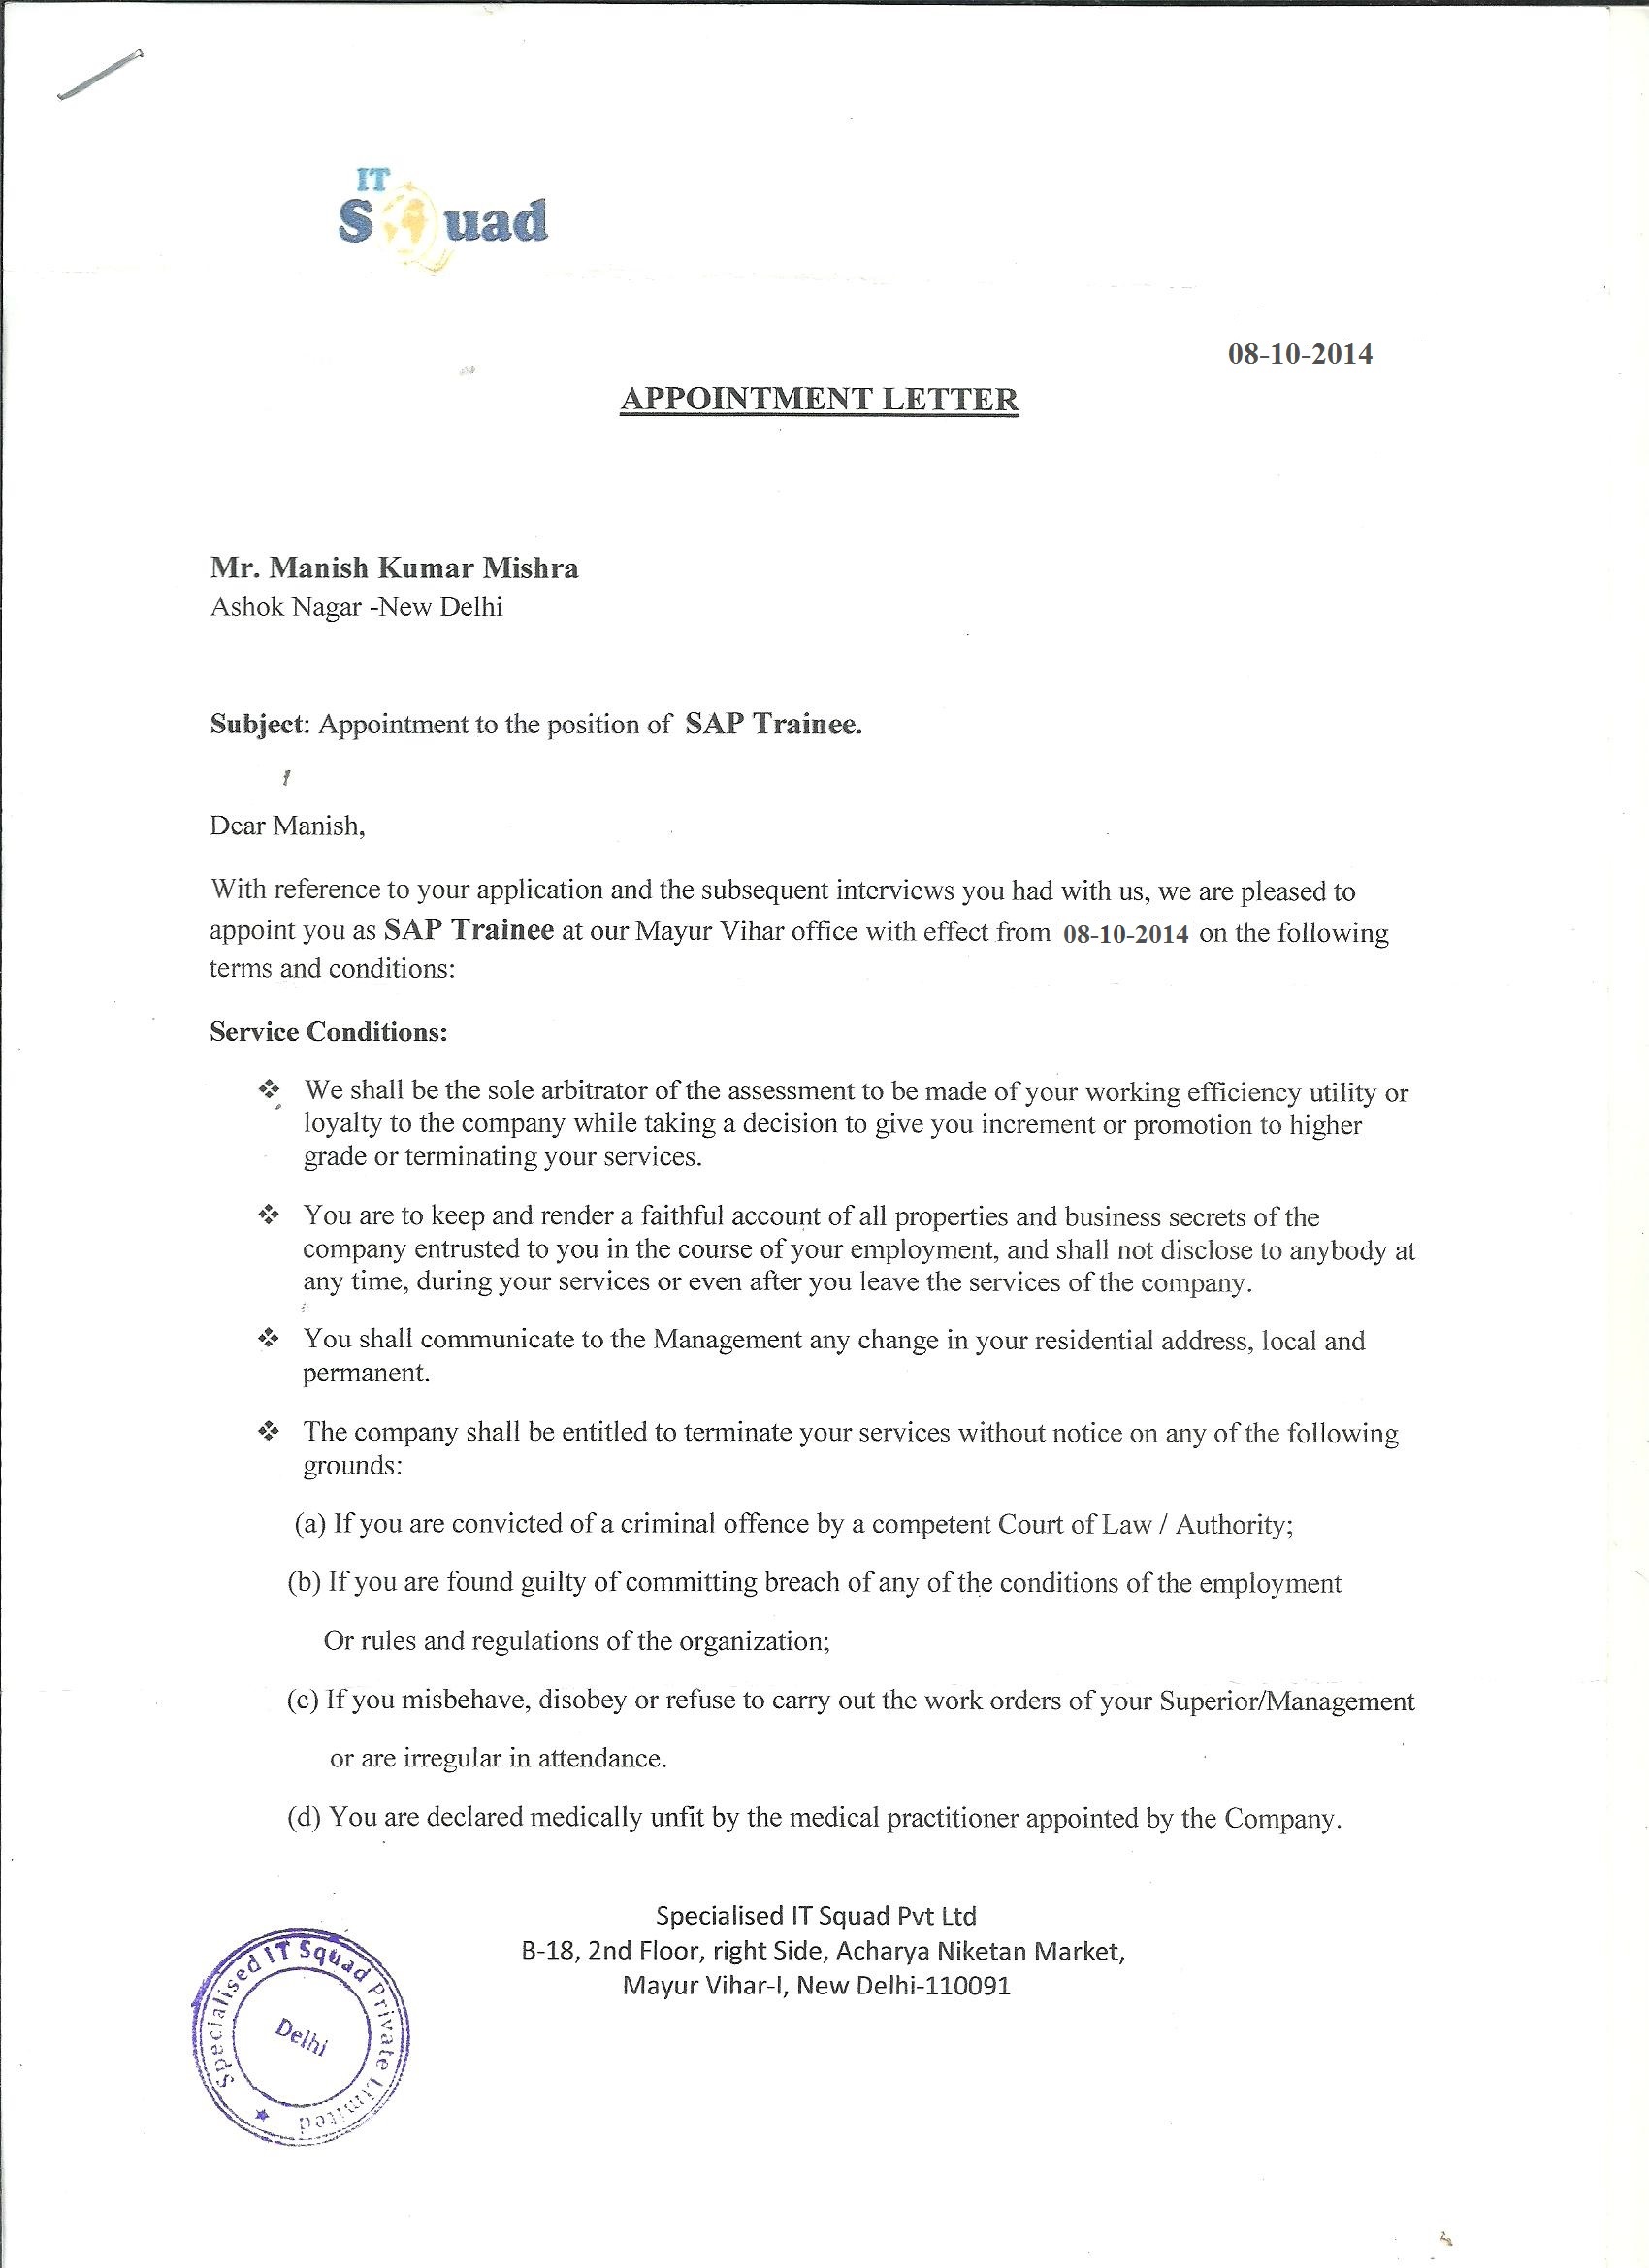 IT
Squad
08-10-2014
APPOINTMENT LETTER
Mr. Manish Kumar Mishra
Ashok Nagar -New Delhi
Subject: Appointment to the position of SAP Trainee.
Dear Manish,
With reference to your application and the subsequent interviews you had with us, we are pleased to
appoint you as SAP Trainee at our Mayur Vihar office with effect from 08-10-2014 on the following
terms and conditions:
Service Conditions:
❖ We shall be the sole arbitrator of the assessment to be made of your working efficiency utility or
loyalty to the company while taking a decision to give you increment or promotion to higher
grade or terminating your services.
❖ You are to keep and render a faithful account of all properties and business secrets of the
company entrusted to you in the course of your employment, and shall not disclose to anybody at
any time, during your services or even after you leave the services of the company.
❖ You shall communicate to the Management any change in your residential address, local and
permanent.
❖ The company shall be entitled to terminate your services without notice on any of the following
grounds:
(a) If you are convicted of a criminal offence by a competent Court of Law / Authority;
(b) If you are found guilty of committing breach of any of the conditions of the employment
Or rules and regulations of the organization;
(c) If you misbehave, disobey or refuse to carry out the work orders of your Superior/Management
or are irregular in attendance.
(d) You are declared medically unfit by the medical practitioner appointed by the Company.
Specialised IT Squad Pvt Ltd
B-18, 2nd Floor, right Side, Acharya Niketan Market,
Mayur Vihar-I, New Delhi-110091
Specialised IT Squad Private Limited
Delhi